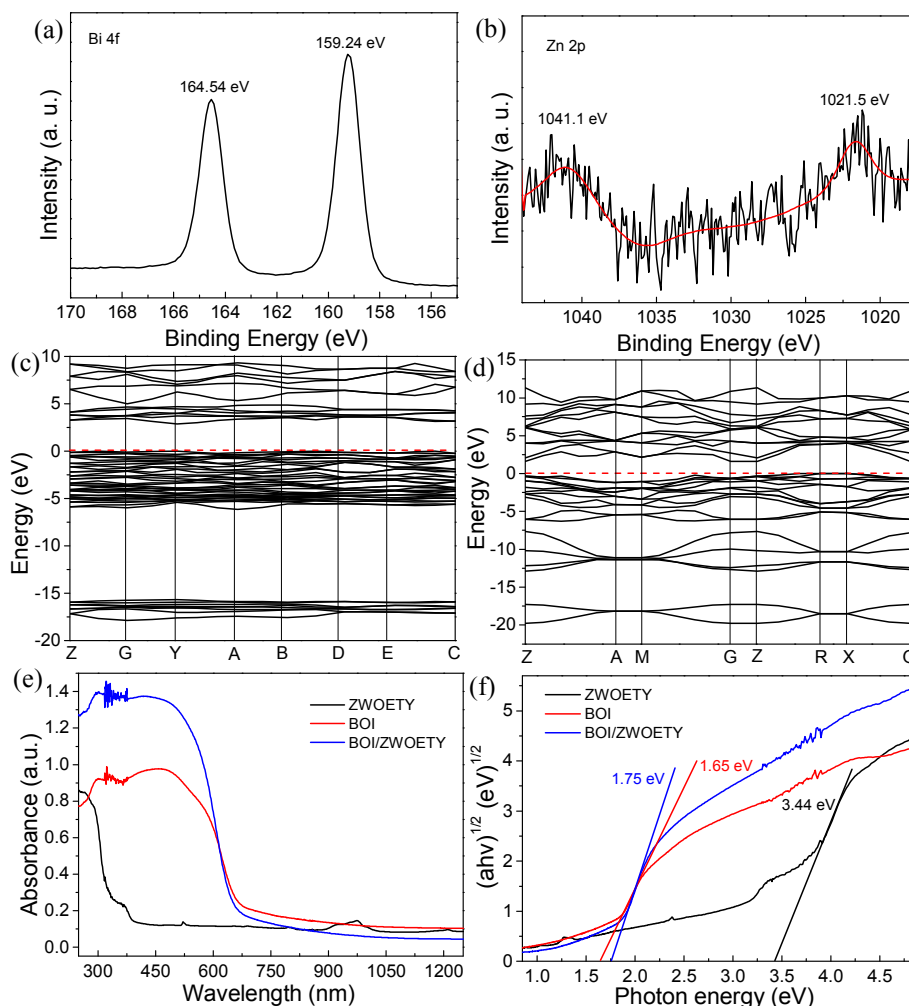 (a) Bi 4f
164.54 eV
159.24 eV
Intensity (a. u.)
170 168 166 164 162 160 158 156
Binding Energy (eV)
(b)
Zn 2p
1041.1 eV
1021.5 eV
Intensity (a. u.)
1040 1035 1030 1025 1020
Binding Energy (eV)
(c)
10
5
0
-5
-10
-15
-20
Energy (eV)
Z G Y A B D E C
(d)
15
10
5
0
-5
-10
-15
-20
Energy (eV)
Z A M G Z R X
(e)
ZWOETY
BOI
BOI/ZWOETY
1.4
1.2
1.0
0.8
0.6
0.4
0.2
0.0
Absorbance (a.u.)
300 450 600 750 900 1050 1250
Wavelength (nm)
(f)
ZWOETY
BOI
BOI/ZWOETY
1.75 eV
1.65 eV
3.44 eV
5
4
3
2
1
0
(ahv)1/2 (eV)1/2
1.0 1.5 2.0 2.5 3.0 3.5 4.0 4.5
Photon energy (eV)